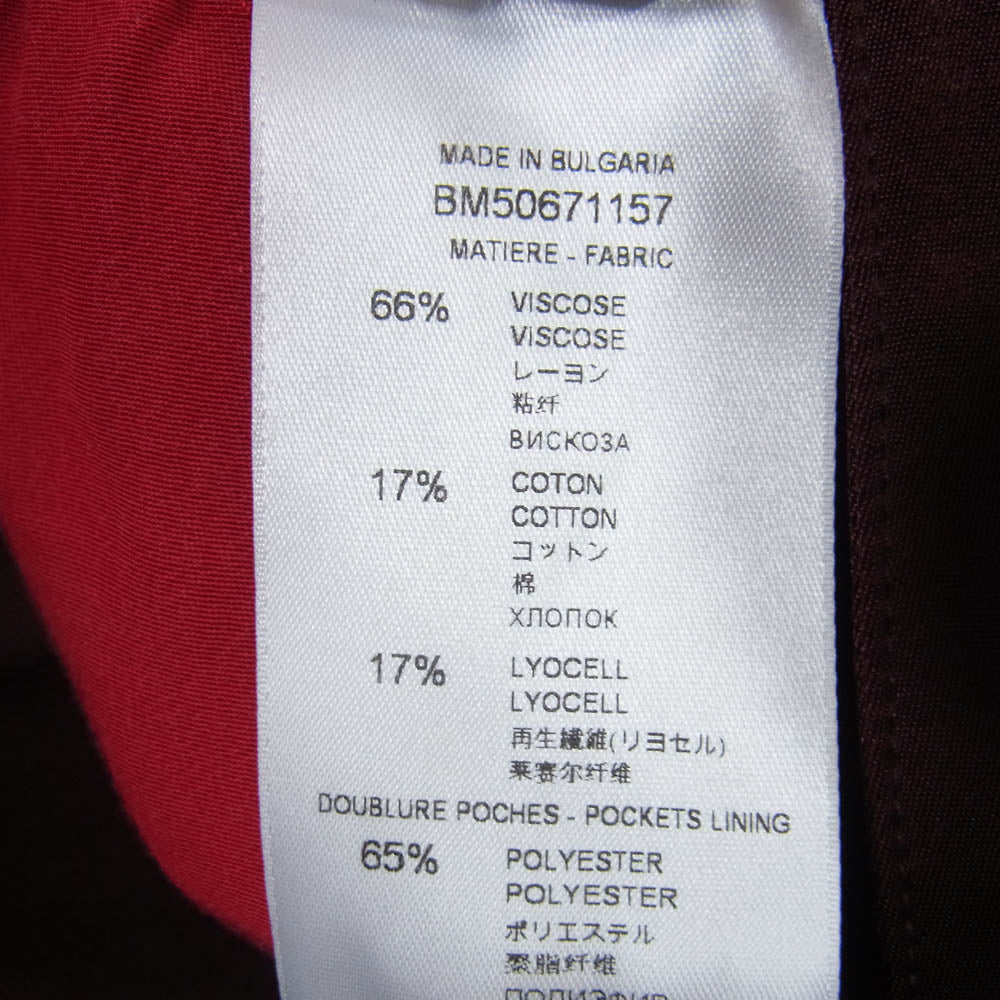 MADE IN BULGARIA
BM50671157
MATIERE - FABRIC
66% VISCOSE
VISCOSE
レーヨン
粘纤
ВИСКОЗА
17% COTON
COTTON
コットン
棉
ХЛОПОК
17% LYOCELL
LYOCELL
再生繊維(リヨセル)
莱赛尔纤维
DOUBLURE POCHES - POCKETS LINING
65% POLYESTER
POLYESTER
ポリエステル
聚脂纤维
ПОЛИЭФИР